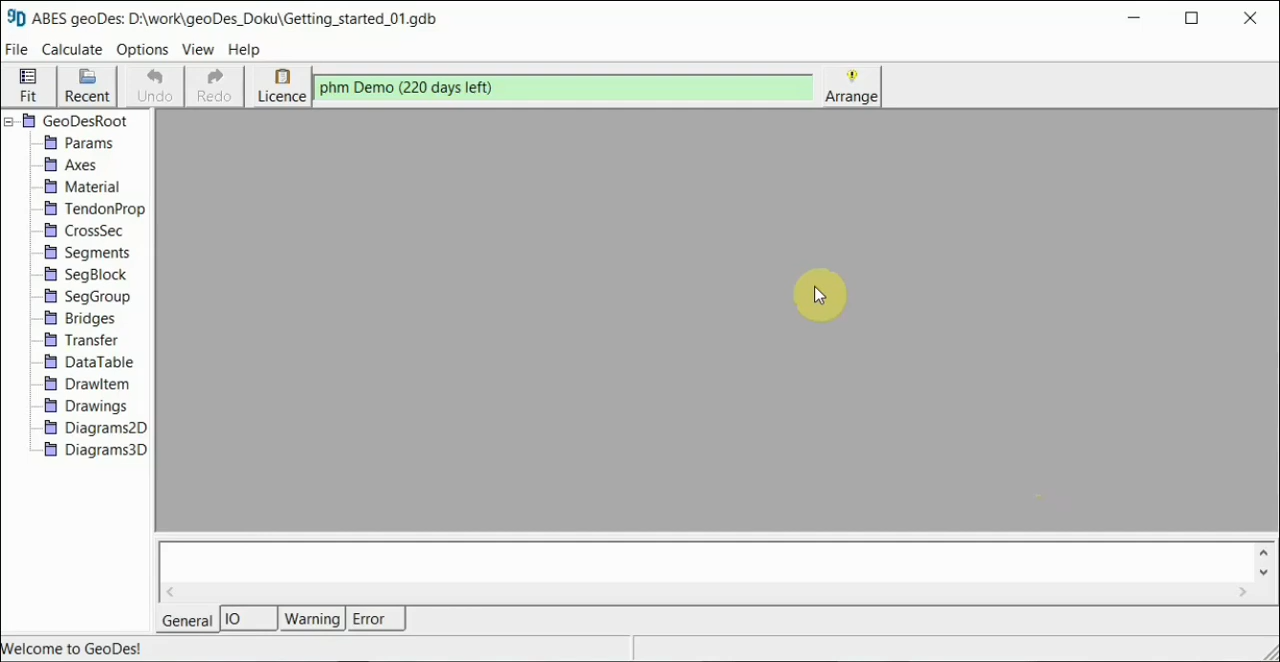 9D ABES geoDes: D:\work\geoDes_Doku\Getting_started_01.gdb
File Calculate Options View Help
Fit Recent Undo Redo Licence phm Demo (220 days left) Arrange
GeoDesRoot
Params
Axes
Material
TendonProp
CrossSec
Segments
SegBlock
SegGroup
Bridges
Transfer
DataTable
DrawItem
Drawings
Diagrams2D
Diagrams3D
General IO Warning Error
Welcome to GeoDes!